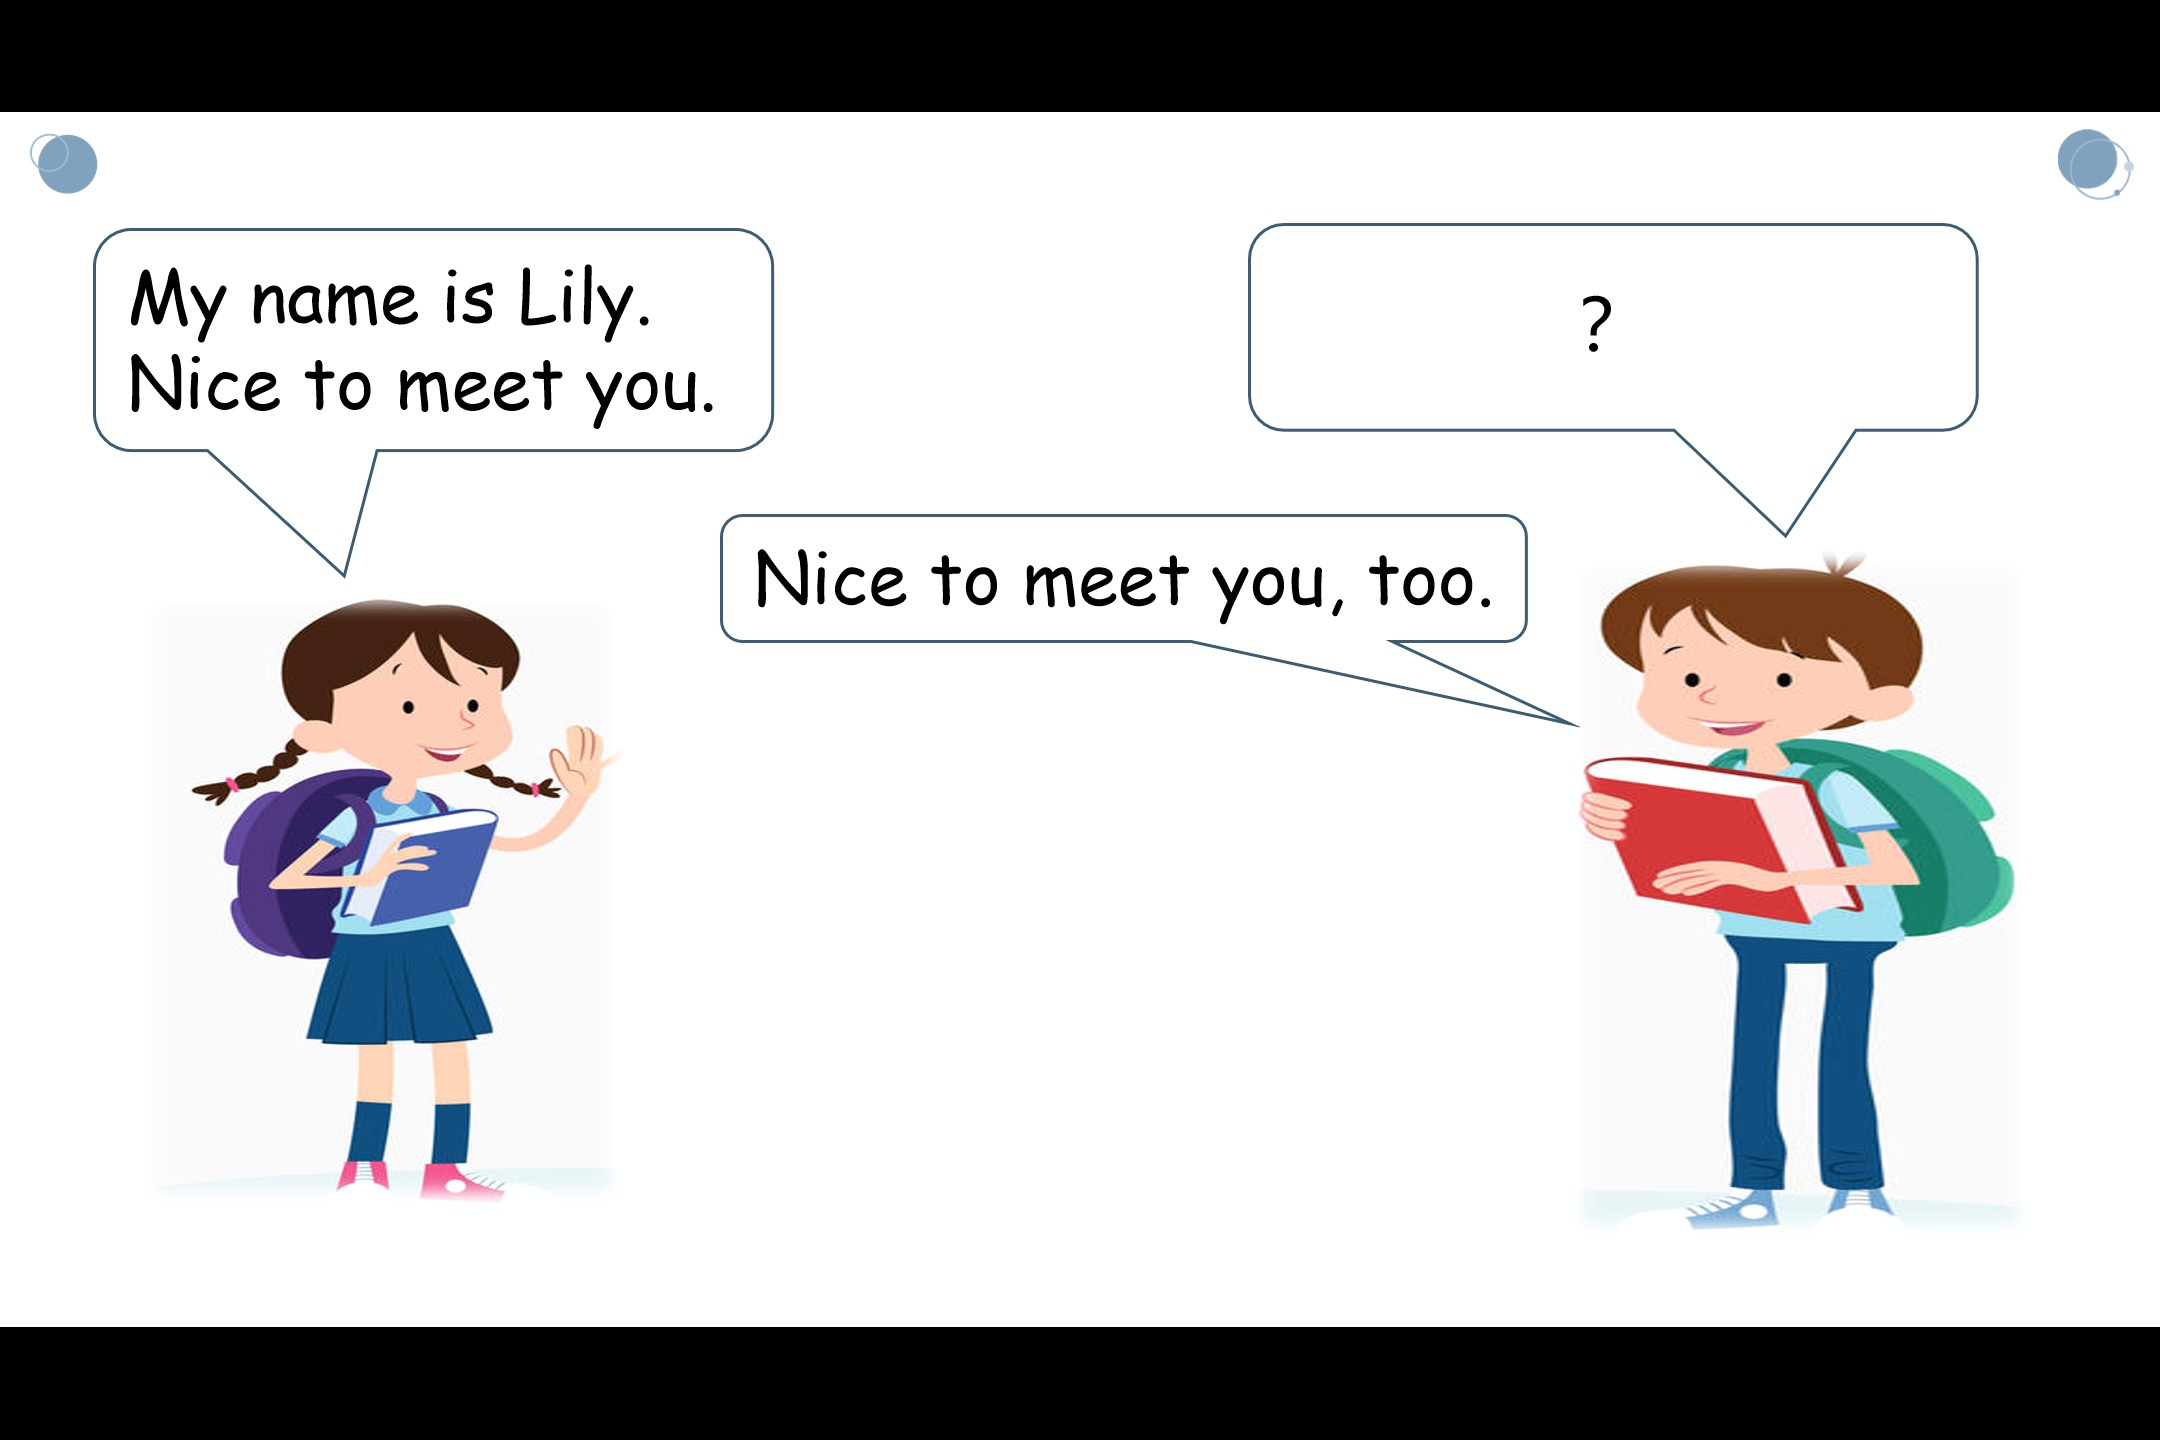 My name is Lily.
Nice to meet you.
?
Nice to meet you, too.